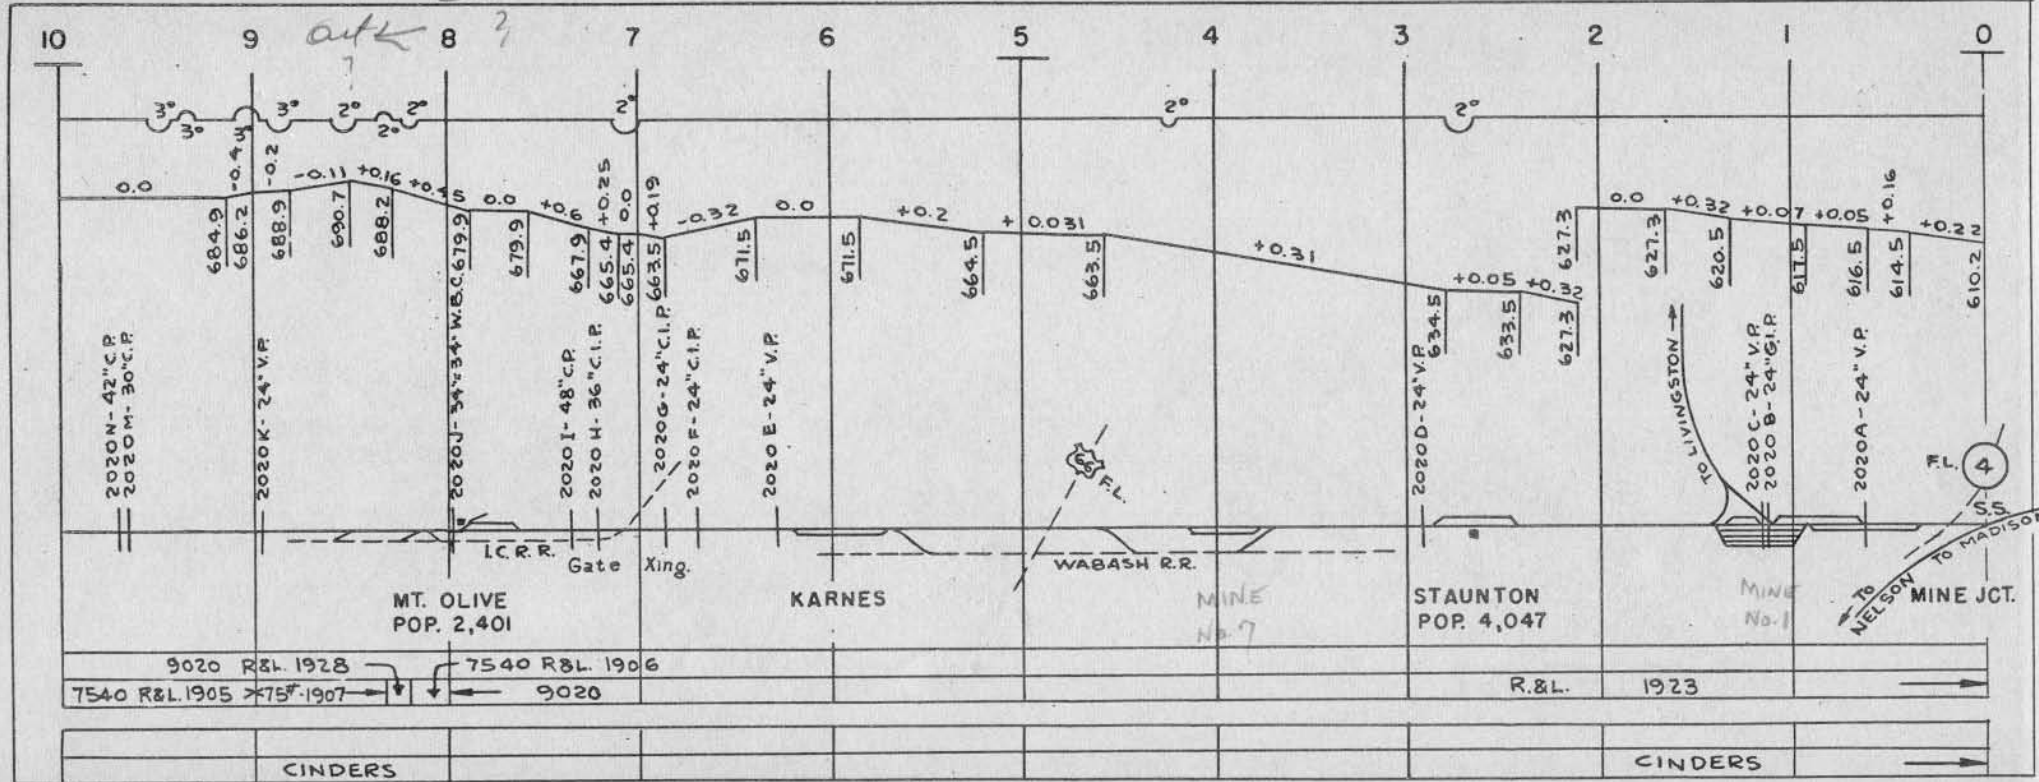 10 9 8 7 6 5 4 3 2 1 0
out ?
?
3° 3° 3° 3° 2° 2° 2° 2° 2° 2°
0.0 -0.4 -0.2 -0.11 +0.16 +0.45 0.0 +0.6 +0.25 0.0 +0.19 -0.32 0.0 +0.2 +0.031 +0.31 +0.05 +0.32 0.0 +0.32 +0.07 +0.05 +0.16 +0.22
684.9 686.2 688.9 690.7 688.2 679.9 679.9 667.9 665.4 665.4 663.5 671.5 671.5 664.5 663.5 634.5 633.5 627.3 627.3 627.3 620.5 617.5 616.5 614.5 610.2
2020N-42"C.P.
2020M-30"C.P.
2020K-24"V.P.
2020J-34"x34" W.B.C.
2020I-48"C.P.
2020H-36"C.I.P.
2020G-24"C.I.P.
2020F-24"C.I.P.
2020E-24"V.P.
66 F.L.
2020D-24"V.P.
TO LIVINGSTON
2020C-24"V.P.
2020B-24"C.I.P.
2020A-24"V.P.
F.L. 4
S.S.
TO MADISON
TO NELSON
I.C.R.R.
Gate Xing.
WABASH R.R.
MT. OLIVE
POP. 2,401
KARNES
MINE
No. 7
STAUNTON
POP. 4,047
MINE
No. 1
MINE JCT.
9020 R&L. 1928 7540 R&L. 1906
7540 R&L. 1905 75# 1907 9020 R.&L. 1923
CINDERS CINDERS